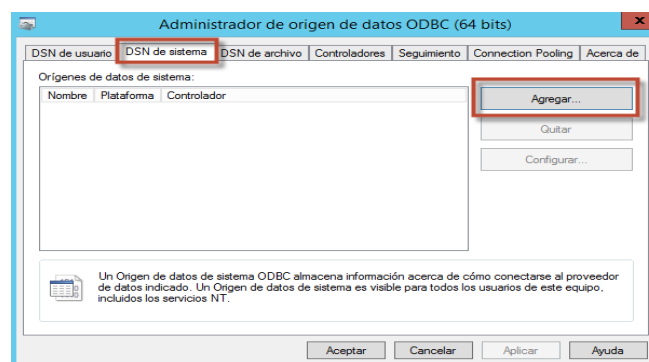 Administrador de origen de datos ODBC (64 bits)
x
DSN de usuario DSN de sistema DSN de archivo Controladores Seguimiento Connection Pooling Acerca de
Orígenes de datos de sistema:
Nombre Plataforma Controlador
Agregar...
Quitar
Configurar...
Un Origen de datos de sistema ODBC almacena información acerca de cómo conectarse al proveedor
de datos indicado. Un Origen de datos de sistema es visible para todos los usuarios de este equipo,
incluidos los servicios NT.
Aceptar Cancelar Aplicar Ayuda